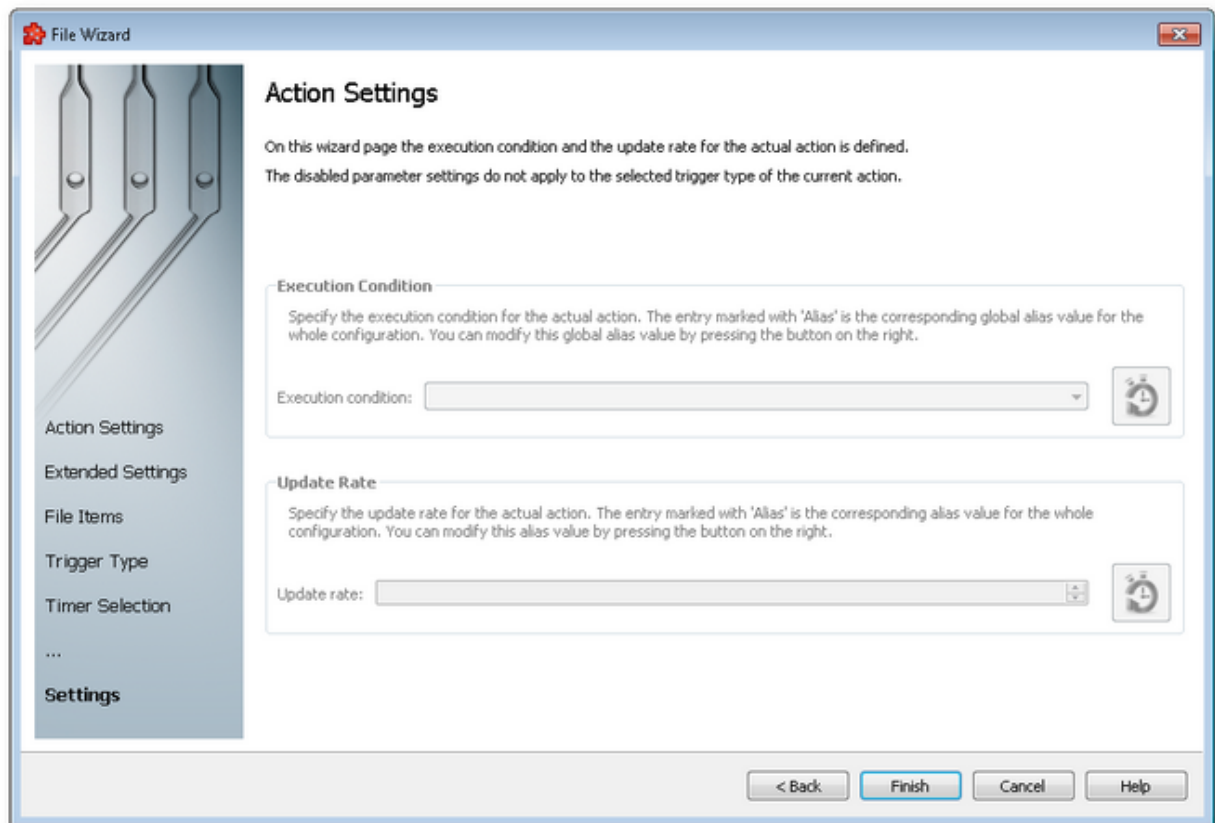 File Wizard
Action Settings
On this wizard page the execution condition and the update rate for the actual action is defined.
The disabled parameter settings do not apply to the selected trigger type of the current action.
Execution Condition
Specify the execution condition for the actual action. The entry marked with 'Alias' is the corresponding global alias value for the
whole configuration. You can modify this global alias value by pressing the button on the right.
Execution condition:
Update Rate
Specify the update rate for the actual action. The entry marked with 'Alias' is the corresponding alias value for the whole
configuration. You can modify this alias value by pressing the button on the right.
Update rate:
Action Settings
Extended Settings
File Items
Trigger Type
Timer Selection
...
Settings
< Back
Finish
Cancel
Help